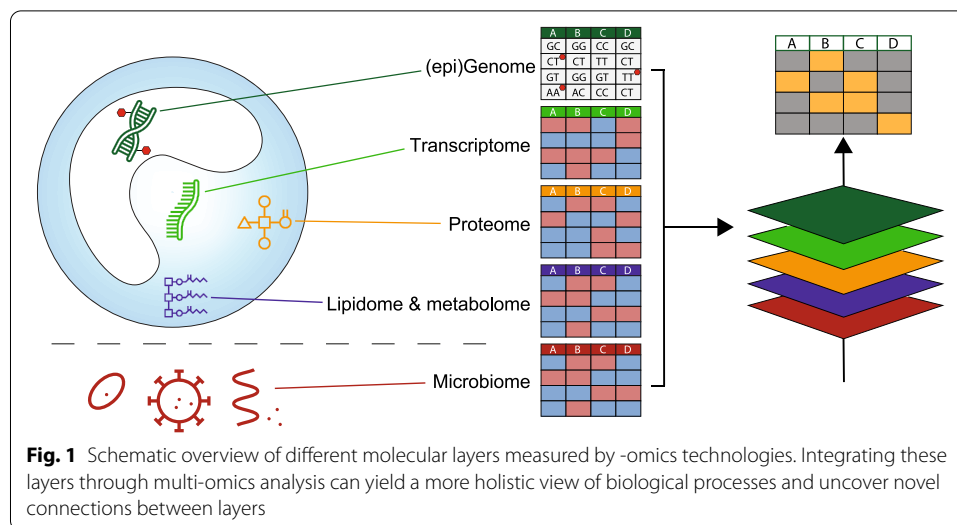 A B C D
GC GG CC GC
CT CT TT CT
GT GG GT TT
AA AC CC CT
(epi)Genome
A B C D
Transcriptome
A B C D
Proteome
A B C D
Lipidome & metabolome
A B C D
Microbiome
A B C D
Fig. 1 Schematic overview of different molecular layers measured by -omics technologies. Integrating these
layers through multi-omics analysis can yield a more holistic view of biological processes and uncover novel
connections between layers